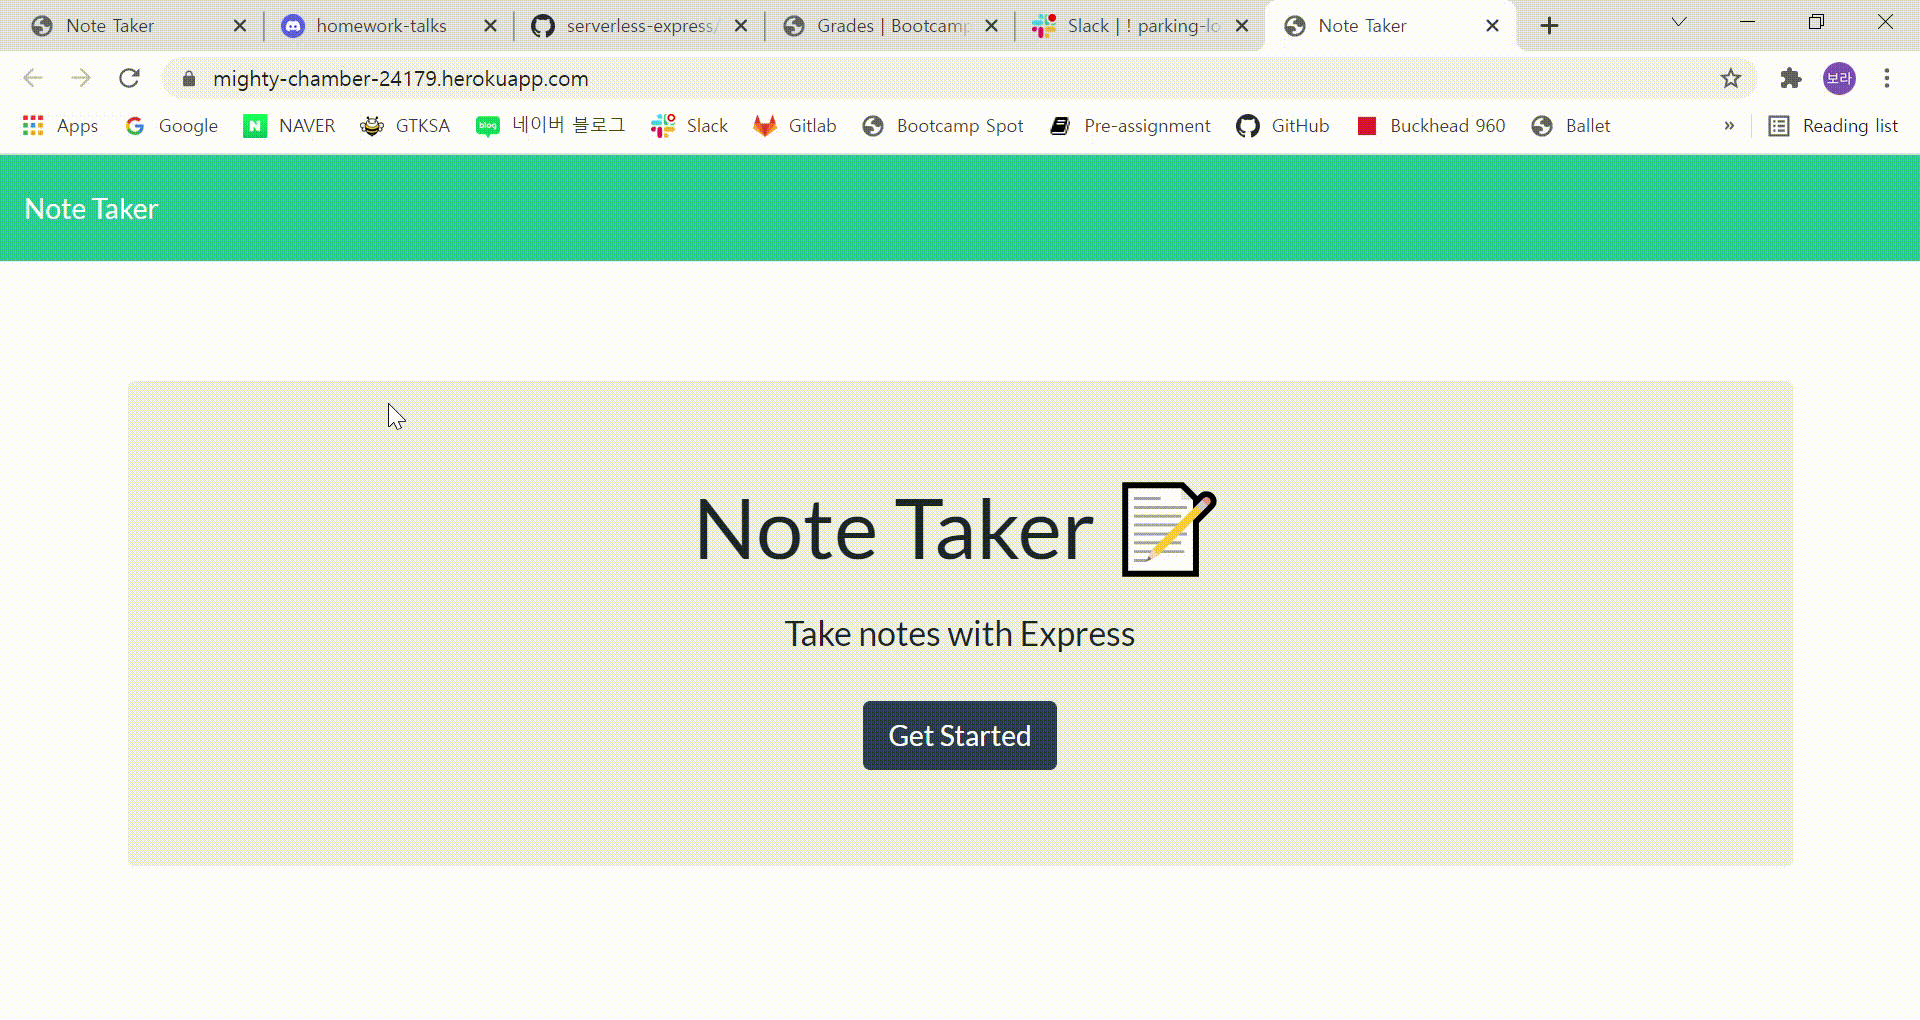 Note Taker homework-talks serverless-express/ Grades | Bootcamp Slack | ! parking-lo Note Taker
mighty-chamber-24179.herokuapp.com 보라
Apps Google NAVER GTKSA 네이버 블로그 Slack Gitlab Bootcamp Spot Pre-assignment GitHub Buckhead 960 Ballet » Reading list
Note Taker
Note Taker
Take notes with Express
Get Started